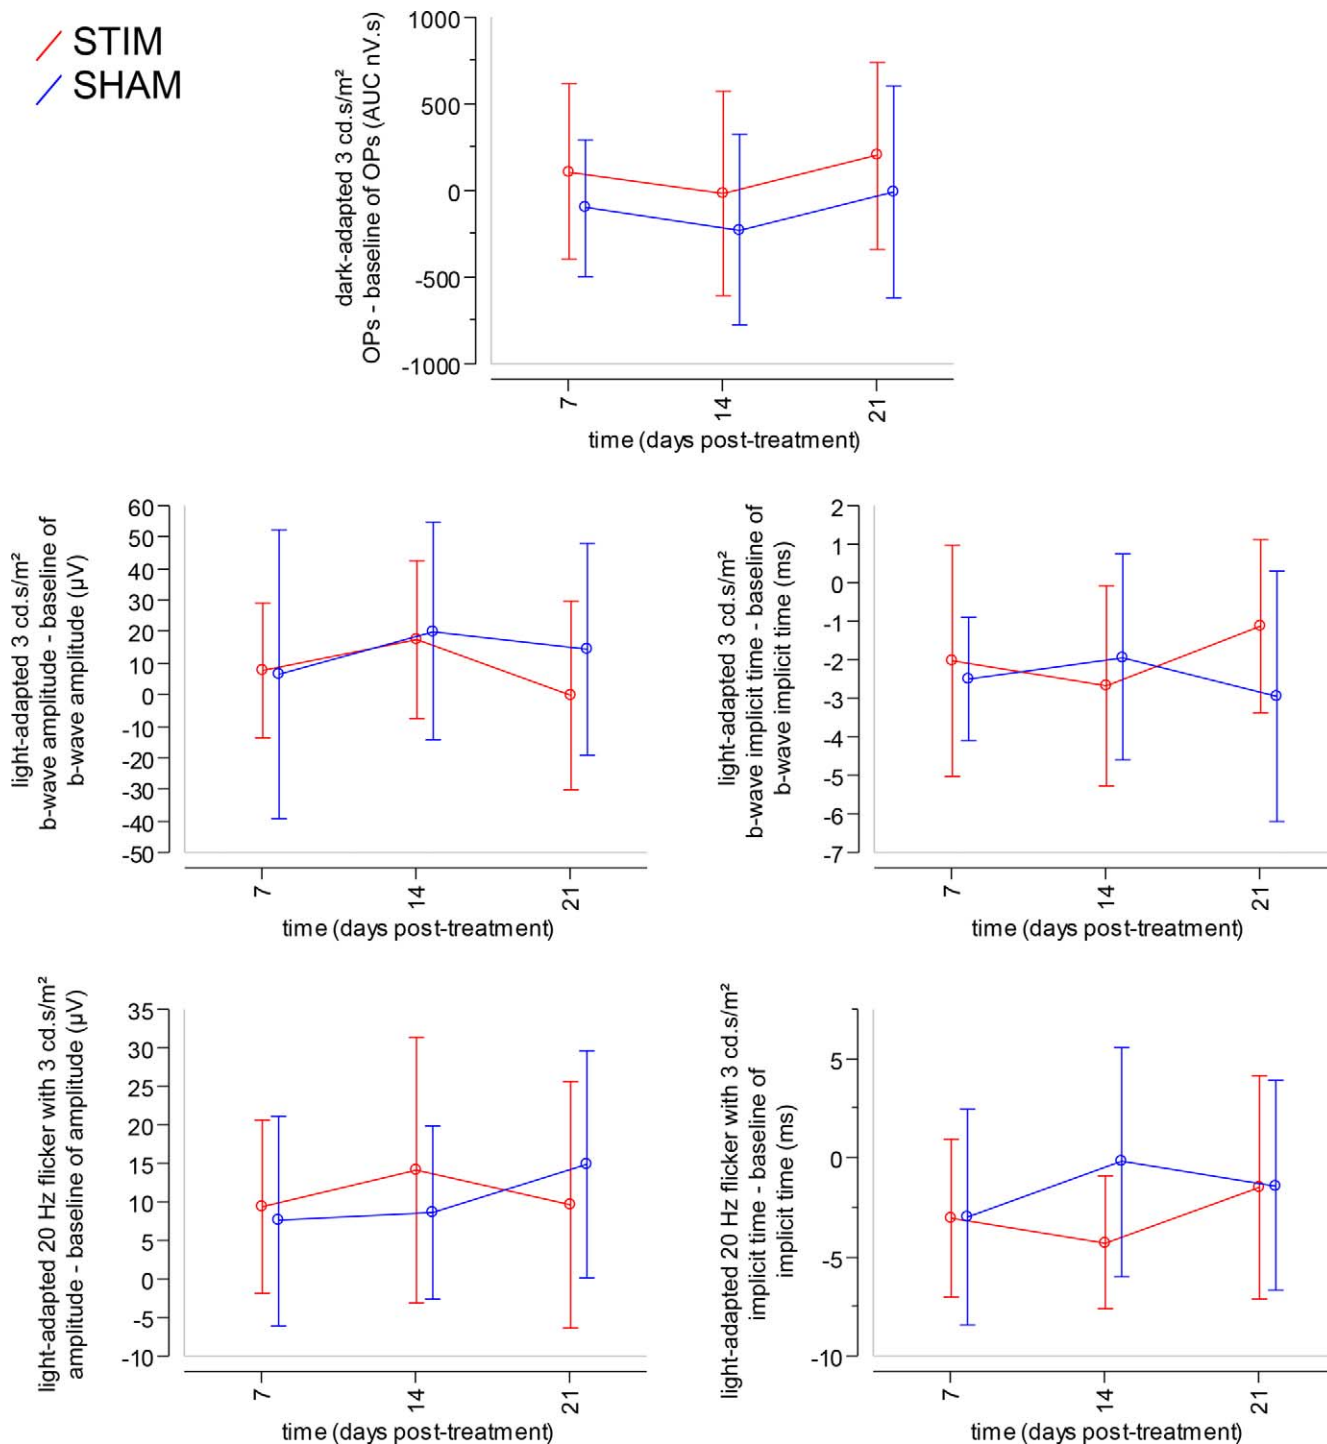 STIM
SHAM
dark-adapted 3 cd.s/m²
OPs - baseline of OPs (AUC nV.s)
1000
500
0
-500
-1000
7
14
21
time (days post-treatment)
light-adapted 3 cd.s/m²
b-wave amplitude - baseline of
b-wave amplitude (µV)
60
50
40
30
20
10
0
-10
-20
-30
-40
-50
7
14
21
time (days post-treatment)
light-adapted 3 cd.s/m²
b-wave implicit time - baseline of
b-wave implicit time (ms)
2
1
0
-1
-2
-3
-4
-5
-6
-7
7
14
21
time (days post-treatment)
light-adapted 20 Hz flicker with 3 cd.s/m²
amplitude - baseline of amplitude (µV)
35
30
25
20
15
10
5
0
-5
-10
7
14
21
time (days post-treatment)
light-adapted 20 Hz flicker with 3 cd.s/m²
implicit time - baseline of
implicit time (ms)
5
0
-5
-10
7
14
21
time (days post-treatment)